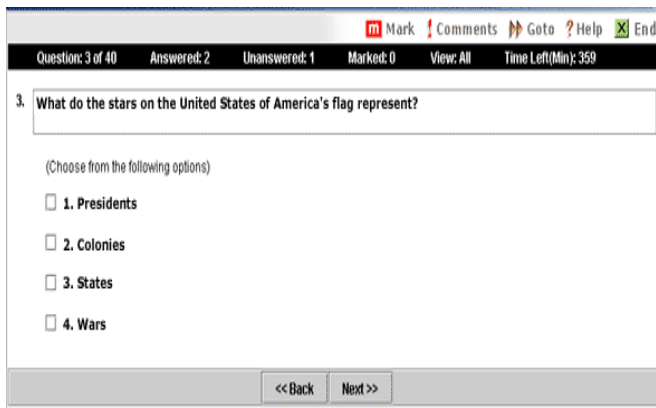 m Mark ! Comments Goto ? Help X End
Question: 3 of 40 Answered: 2 Unanswered: 1 Marked: 0 View: All Time Left(Min): 359
3. What do the stars on the United States of America's flag represent?
(Choose from the following options)
1. Presidents
2. Colonies
3. States
4. Wars
<< Back Next >>